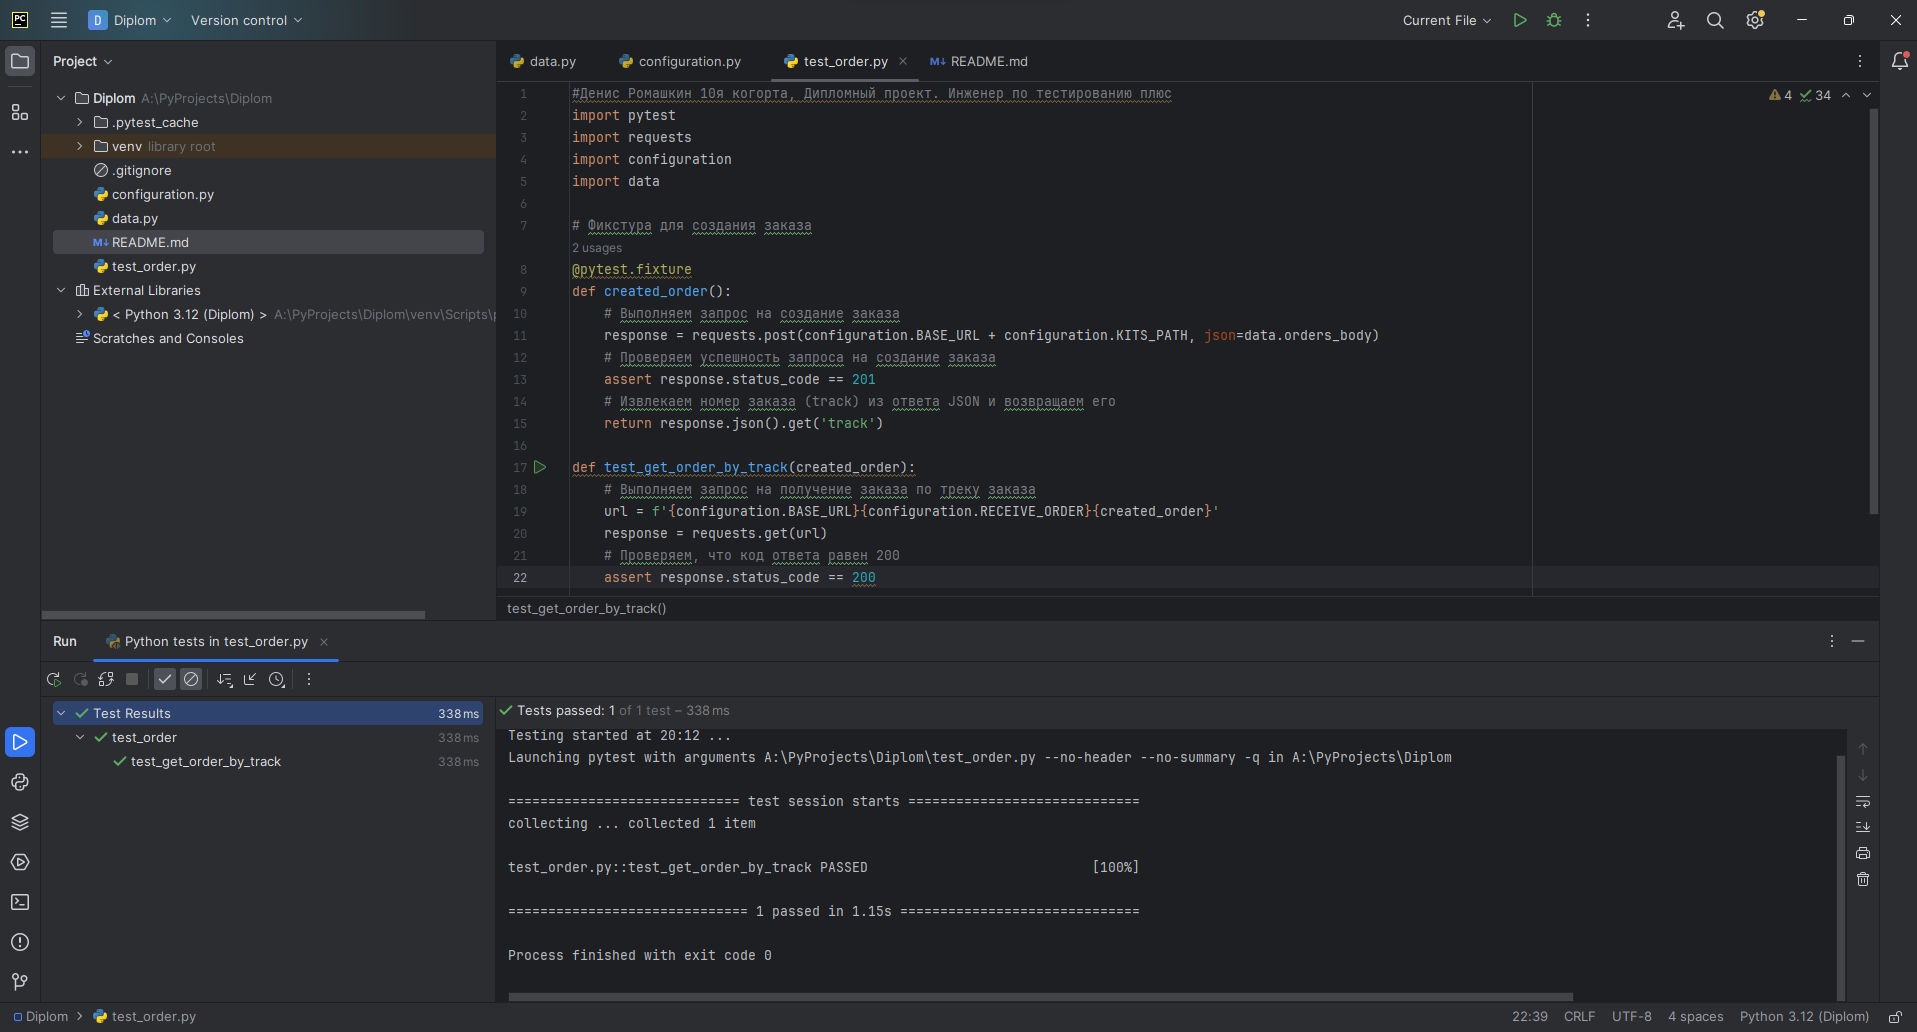 PC
D Diplom
Version control
Current File
Project
data.py
configuration.py
test_order.py
M↓ README.md
Diplom A:\PyProjects\Diplom
.pytest_cache
venv library root
.gitignore
configuration.py
data.py
M↓ README.md
test_order.py
External Libraries
< Python 3.12 (Diplom) > A:\PyProjects\Diplom\venv\Scripts\p
Scratches and Consoles
4 34
1 #Денис Ромашкин 10я когорта, Дипломный проект. Инженер по тестированию плюс
2 import pytest
3 import requests
4 import configuration
5 import data
6
7 # Фикстура для создания заказа
2 usages
8 @pytest.fixture
9 def created_order():
10 # Выполняем запрос на создание заказа
11 response = requests.post(configuration.BASE_URL + configuration.KITS_PATH, json=data.orders_body)
12 # Проверяем успешность запроса на создание заказа
13 assert response.status_code == 201
14 # Извлекаем номер заказа (track) из ответа JSON и возвращаем его
15 return response.json().get('track')
16
17 def test_get_order_by_track(created_order):
18 # Выполняем запрос на получение заказа по треку заказа
19 url = f'{configuration.BASE_URL}{configuration.RECEIVE_ORDER}{created_order}'
20 response = requests.get(url)
21 # Проверяем, что код ответа равен 200
22 assert response.status_code == 200
test_get_order_by_track()
Run
Python tests in test_order.py
Test Results 338 ms
test_order 338 ms
test_get_order_by_track 338 ms
Tests passed: 1 of 1 test – 338 ms
Testing started at 20:12 ...
Launching pytest with arguments A:\PyProjects\Diplom\test_order.py --no-header --no-summary -q in A:\PyProjects\Diplom
============================= test session starts =============================
collecting ... collected 1 item
test_order.py::test_get_order_by_track PASSED [100%]
============================== 1 passed in 1.15s ==============================
Process finished with exit code 0
Diplom > test_order.py
22:39 CRLF UTF-8 4 spaces Python 3.12 (Diplom)